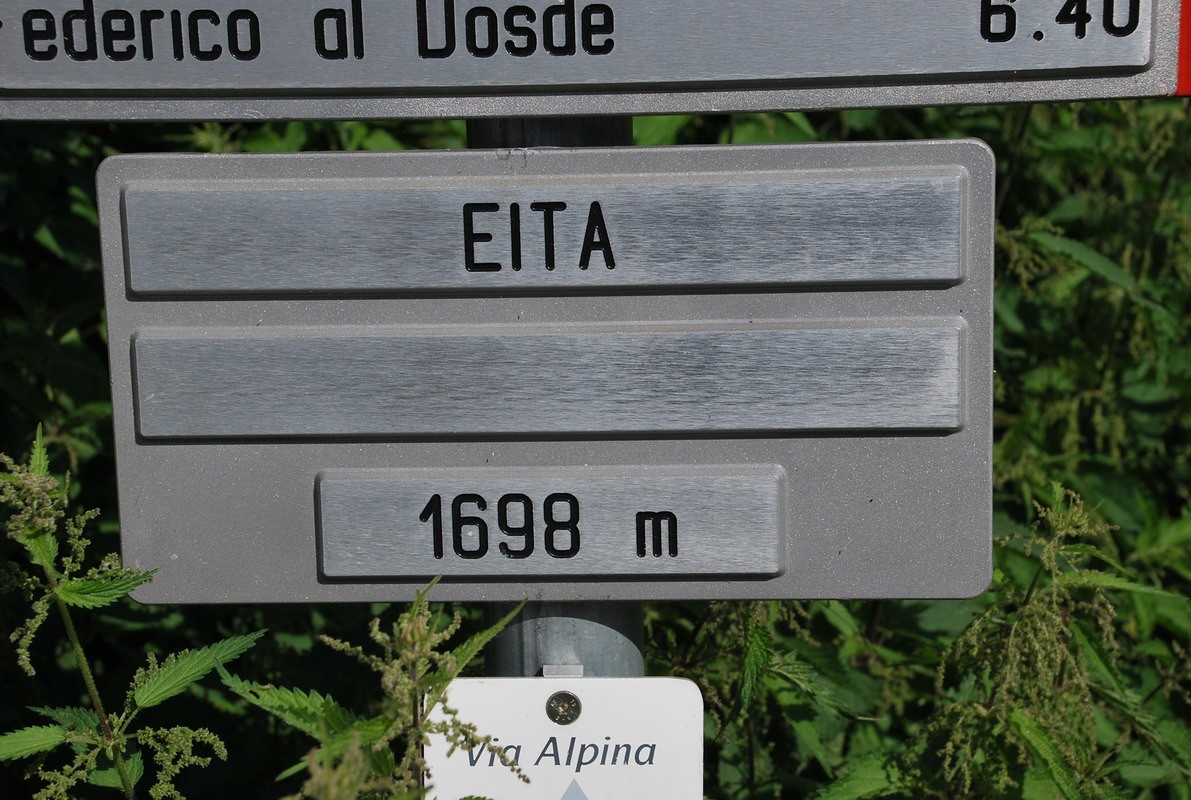 ederico al Dosde 6.40
EITA
1698 m
Via Alpina